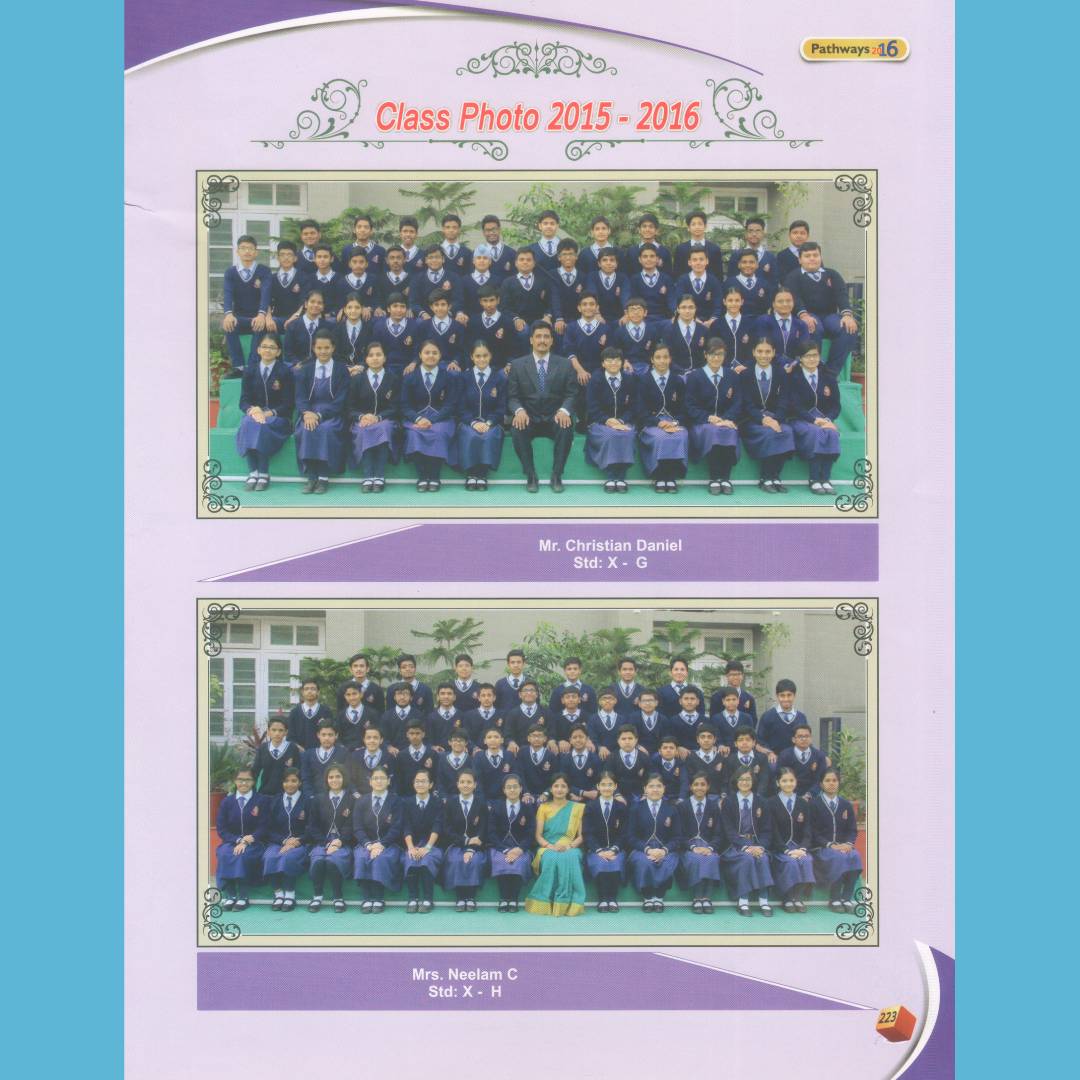 Pathways 2016
Class Photo 2015 - 2016
Mr. Christian Daniel
Std: X - G
Mrs. Neelam C
Std: X - H
223